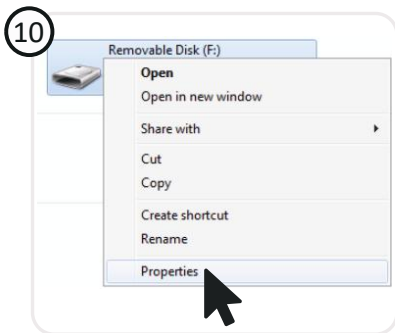 10
Removable Disk (F:)
Open
Open in new window
Share with
Cut
Copy
Create shortcut
Rename
Properties